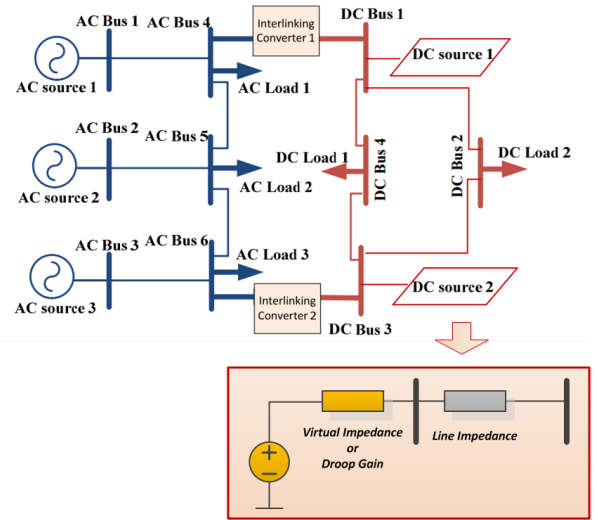 AC Bus 1
AC Bus 4
Interlinking
Converter 1
DC Bus 1
AC source 1
AC Load 1
DC source 1
AC Bus 2
AC Bus 5
DC Load 1
DC Bus 4
DC Bus 2
DC Load 2
AC source 2
AC Load 2
AC Bus 3
AC Bus 6
AC Load 3
AC source 3
Interlinking
Converter 2
DC source 2
DC Bus 3
Virtual Impedance
or
Droop Gain
Line Impedance